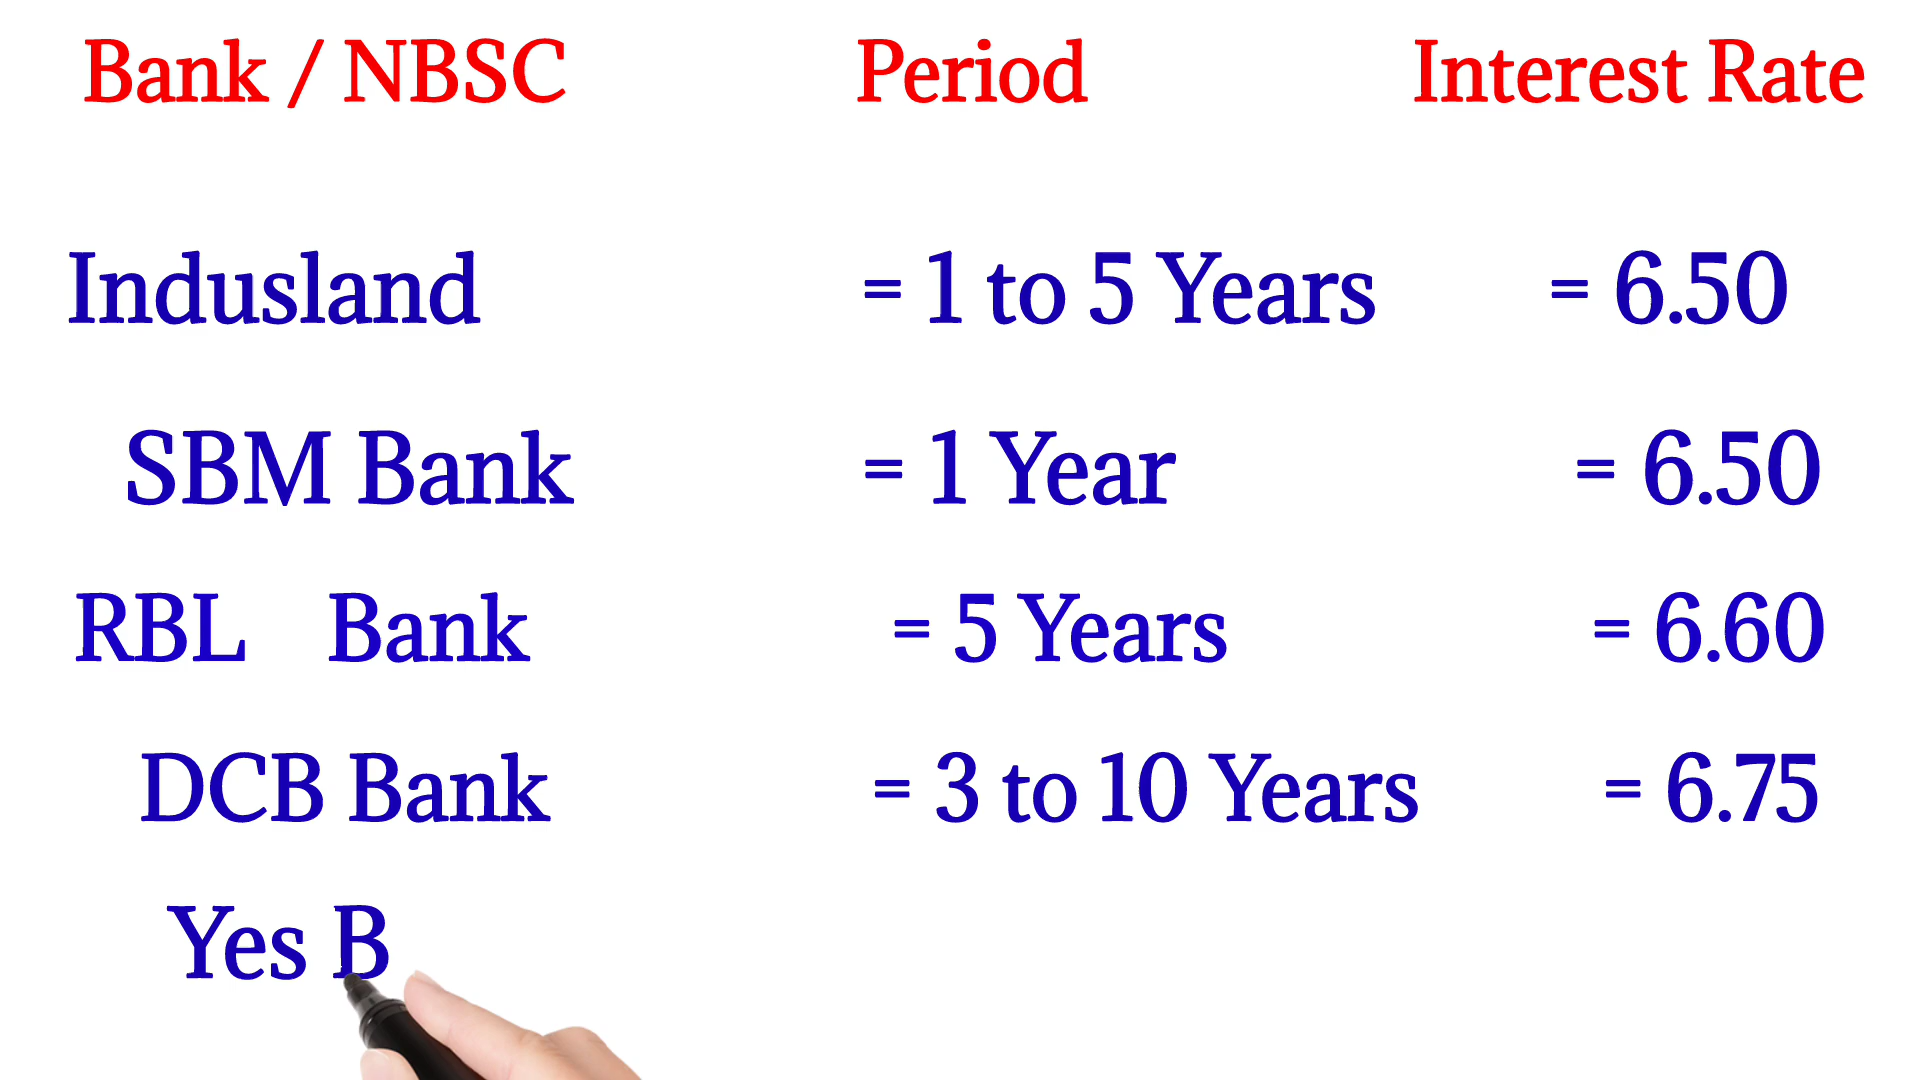 Bank / NBSC Period Interest Rate
Indusland = 1 to 5 Years = 6.50
SBM Bank = 1 Year = 6.50
RBL Bank = 5 Years = 6.60
DCB Bank = 3 to 10 Years = 6.75
Yes B